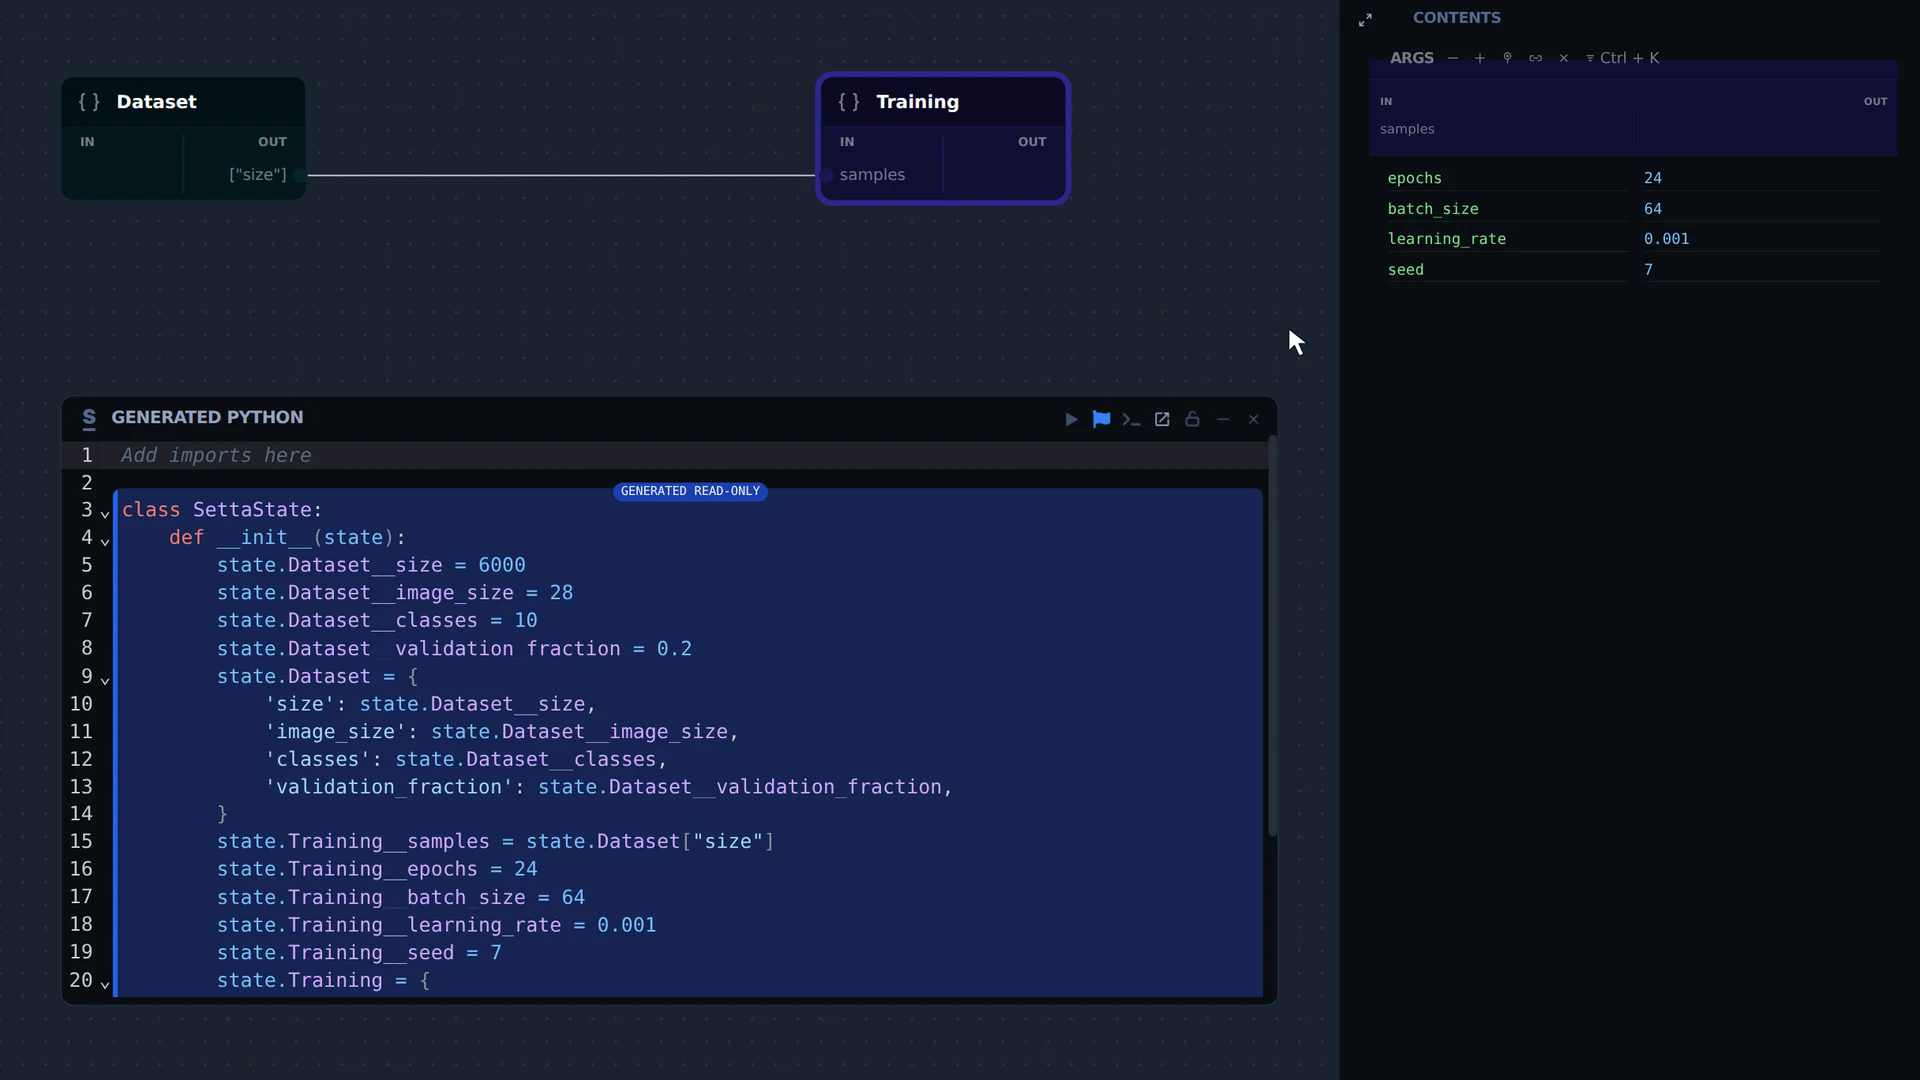 { } Dataset
IN OUT
["size"]
{ } Training
IN OUT
samples
CONTENTS
ARGS − + × Ctrl + K
IN OUT
samples
epochs 24
batch_size 64
learning_rate 0.001
seed 7
S GENERATED PYTHON
1 Add imports here
2
GENERATED READ-ONLY
3 class SettaState:
4 def __init__(state):
5 state.Dataset__size = 6000
6 state.Dataset__image_size = 28
7 state.Dataset__classes = 10
8 state.Dataset__validation_fraction = 0.2
9 state.Dataset = {
10 'size': state.Dataset__size,
11 'image_size': state.Dataset__image_size,
12 'classes': state.Dataset__classes,
13 'validation_fraction': state.Dataset__validation_fraction,
14 }
15 state.Training__samples = state.Dataset["size"]
16 state.Training__epochs = 24
17 state.Training__batch_size = 64
18 state.Training__learning_rate = 0.001
19 state.Training__seed = 7
20 state.Training = {